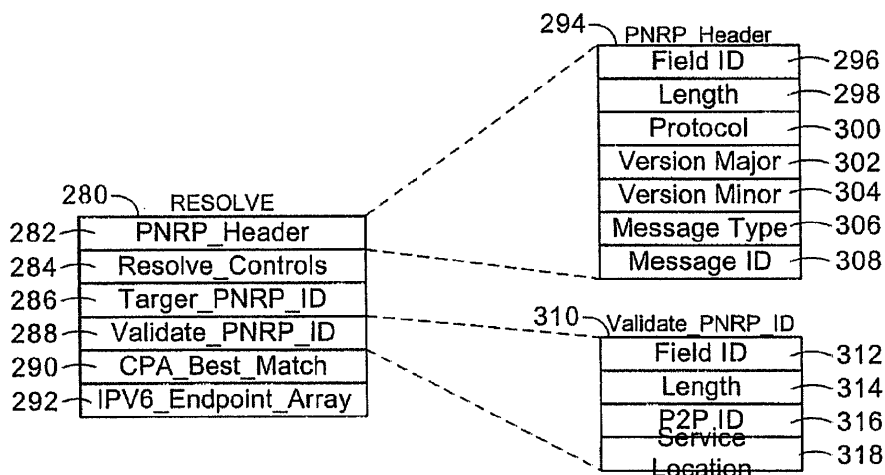 294 PNRP_Header
Field ID 296
Length 298
Protocol 300
Version Major 302
Version Minor 304
Message Type 306
Message ID 308
280 RESOLVE
282 PNRP_Header
284 Resolve_Controls
286 Targer_PNRP_ID
288 Validate_PNRP_ID
290 CPA_Best_Match
292 IPV6_Endpoint_Array
310 Validate_PNRP_ID
Field ID 312
Length 314
P2P ID 316
Service
Location 318